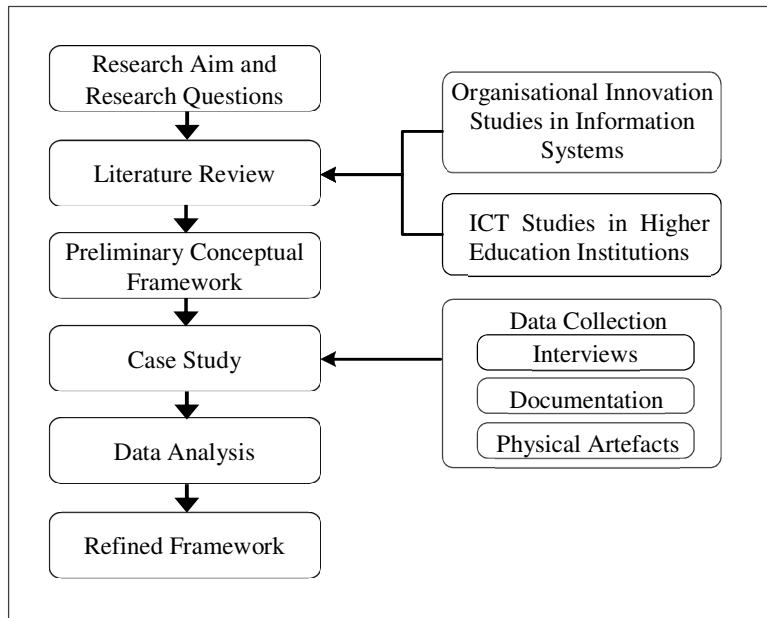 Research Aim and
Research Questions
Literature Review
Preliminary Conceptual
Framework
Case Study
Data Analysis
Refined Framework
Organisational Innovation
Studies in Information
Systems
ICT Studies in Higher
Education Institutions
Data Collection
Interviews
Documentation
Physical Artefacts